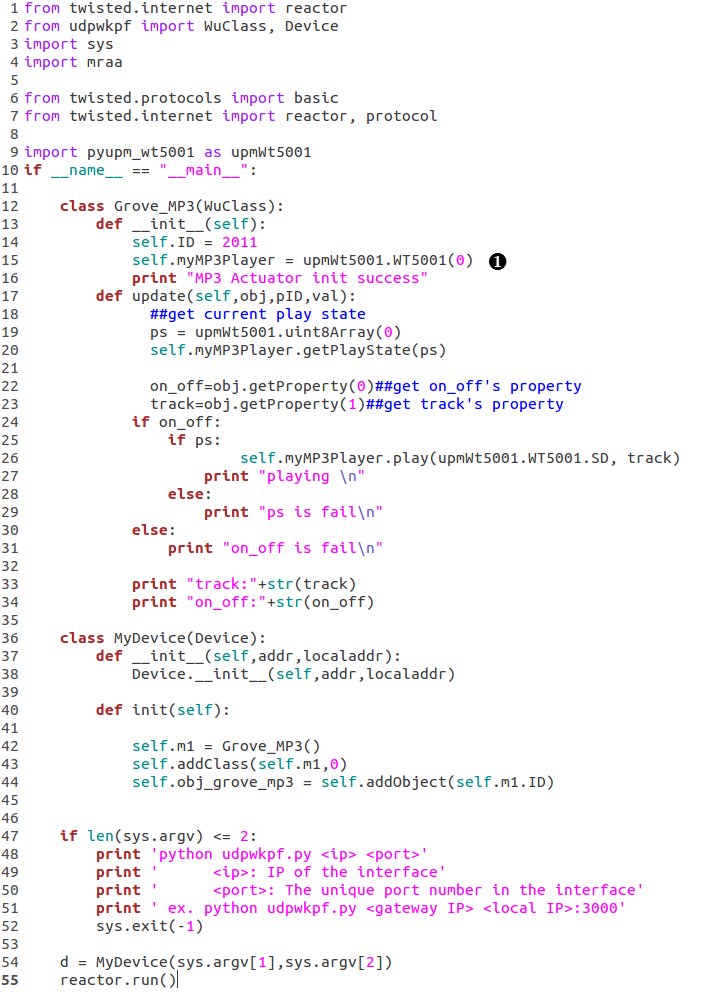 1 from twisted.internet import reactor
2 from udpwkpf import WuClass, Device
3 import sys
4 import mraa
5
6 from twisted.protocols import basic
7 from twisted.internet import reactor, protocol
8
9 import pyupm_wt5001 as upmWt5001
10 if __name__ == "__main__":
11
12     class Grove_MP3(WuClass):
13         def __init__(self):
14             self.ID = 2011
15             self.myMP3Player = upmWt5001.WT5001(0) ❶
16             print "MP3 Actuator init success"
17         def update(self,obj,pID,val):
18               ##get current play state
19               ps = upmWt5001.uint8Array(0)
20               self.myMP3Player.getPlayState(ps)
21
22               on_off=obj.getProperty(0)##get on_off's property
23               track=obj.getProperty(1)##get track's property
24             if on_off:
25                 if ps:
26                         self.myMP3Player.play(upmWt5001.WT5001.SD, track)
27                     print "playing \n"
28                 else:
29                     print "ps is fail\n"
30             else:
31                 print "on_off is fail\n"
32
33             print "track:"+str(track)
34             print "on_off:"+str(on_off)
35
36     class MyDevice(Device):
37         def __init__(self,addr,localaddr):
38             Device.__init__(self,addr,localaddr)
39
40         def init(self):
41
42             self.m1 = Grove_MP3()
43             self.addClass(self.m1,0)
44             self.obj_grove_mp3 = self.addObject(self.m1.ID)
45
46
47     if len(sys.argv) <= 2:
48         print 'python udpwkpf.py <ip> <port>'
49         print '      <ip>: IP of the interface'
50         print '      <port>: The unique port number in the interface'
51         print ' ex. python udpwkpf.py <gateway IP> <local IP>:3000'
52         sys.exit(-1)
53
54     d = MyDevice(sys.argv[1],sys.argv[2])
55     reactor.run()